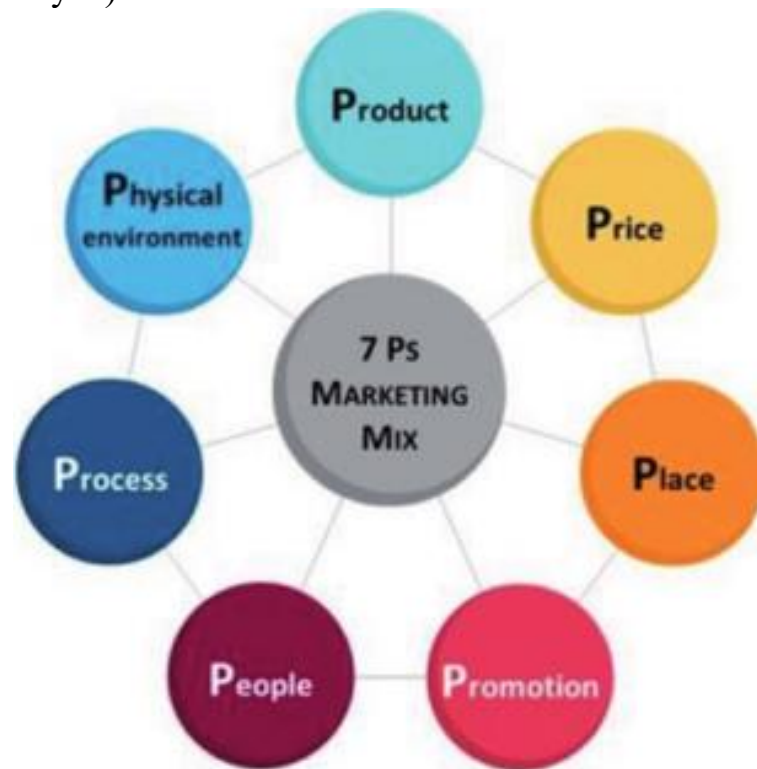 Product
Physical
environment
Price
7 Ps
MARKETING
MIX
Process
Place
People
Promotion